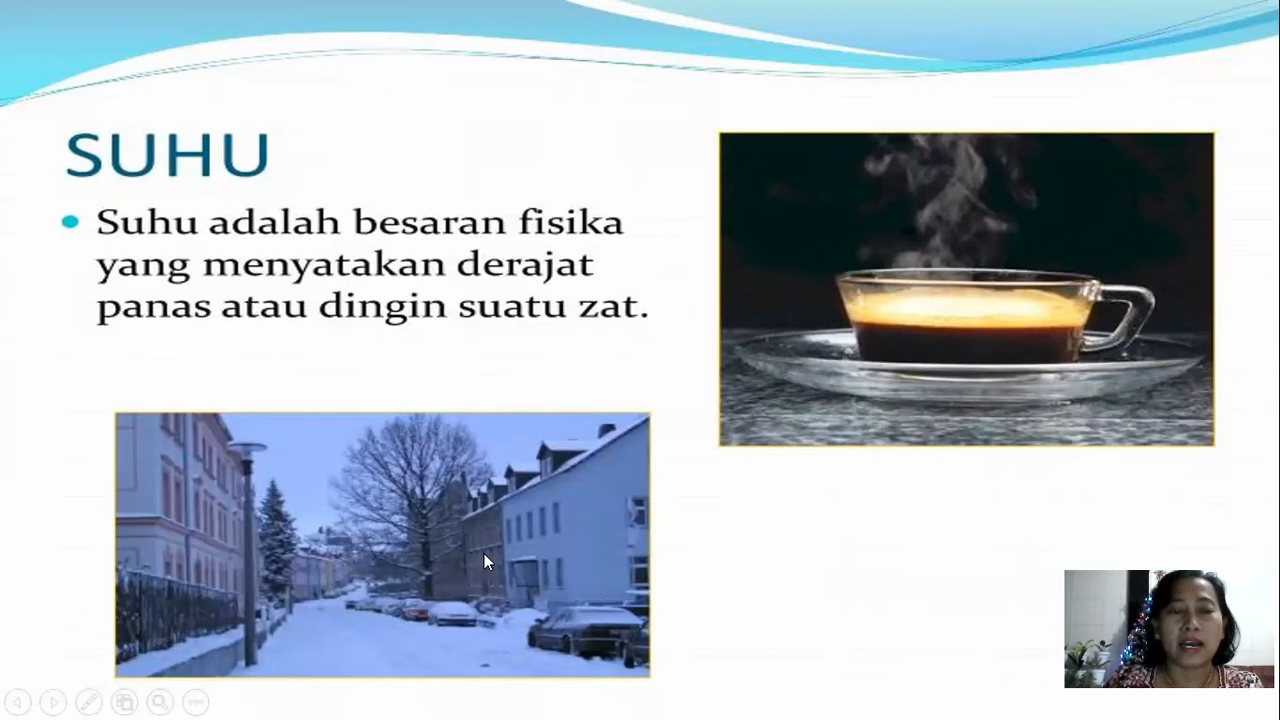 SUHU
Suhu adalah besaran fisika
yang menyatakan derajat
panas atau dingin suatu zat.